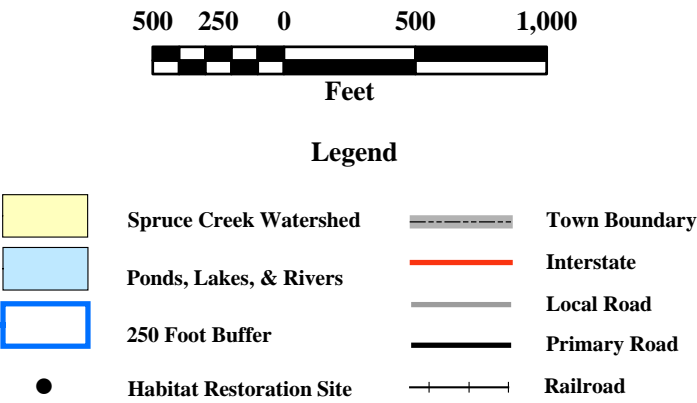 500 250 0 500 1,000
Feet
Legend
Spruce Creek Watershed
Ponds, Lakes, & Rivers
250 Foot Buffer
Habitat Restoration Site
Town Boundary
Interstate
Local Road
Primary Road
Railroad